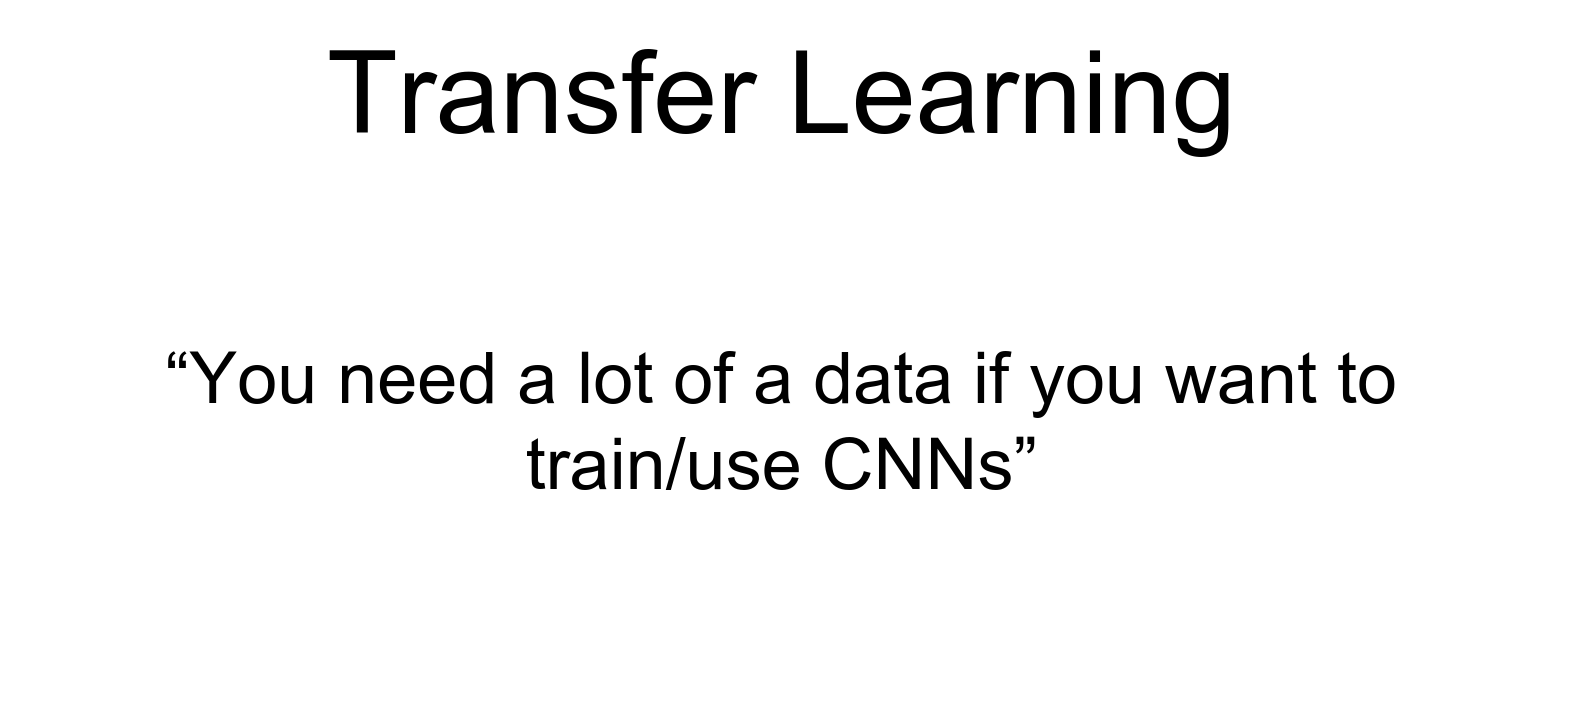 Transfer Learning
“You need a lot of a data if you want to
train/use CNNs”